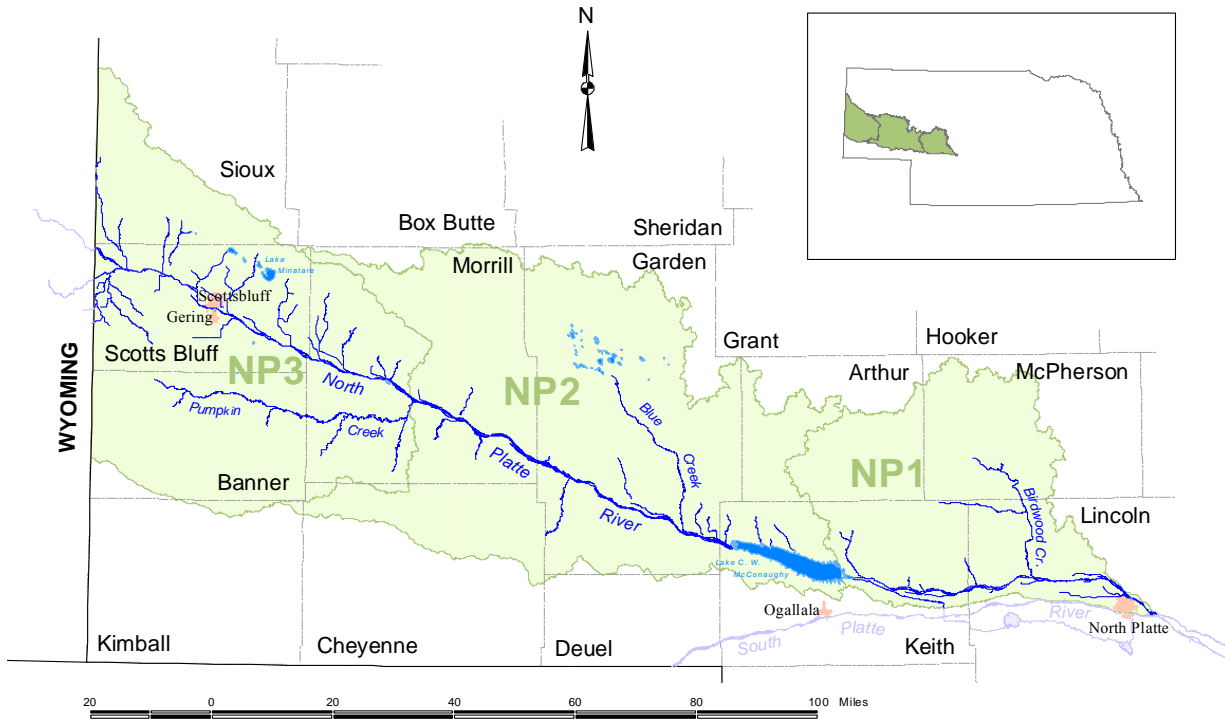 N
Sioux
Box Butte
Sheridan
Morrill
Garden
Lake
Minatare
Scottsbluff
Gering
Grant
Hooker
Scotts Bluff
Arthur
McPherson
NP3
NP2
NP1
WYOMING
North
Platte
River
Pumpkin
Creek
Blue
Creek
Birdwood Cr.
Banner
Lincoln
Lake C. W.
McConaughy
Ogallala
South
Platte
River
North Platte
Kimball
Cheyenne
Deuel
Keith
20 0 20 40 60 80 100 Miles